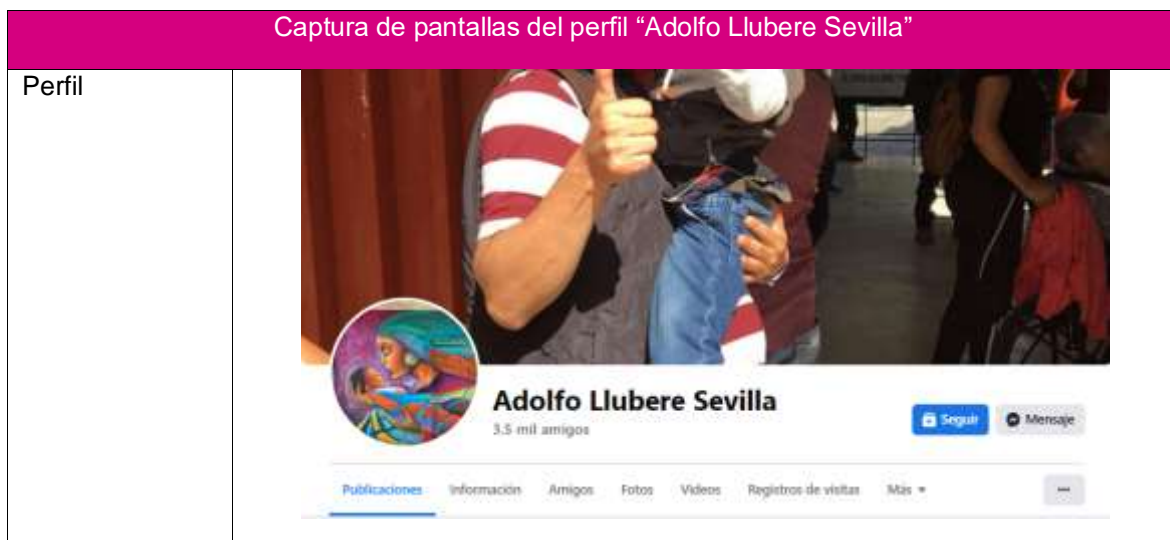 Captura de pantallas del perfil “Adolfo Llubere Sevilla”
Perfil
Adolfo Llubere Sevilla
3.5 mil amigos
Seguir
Mensaje
Publicaciones Información Amigos Fotos Videos Registros de visitas Más